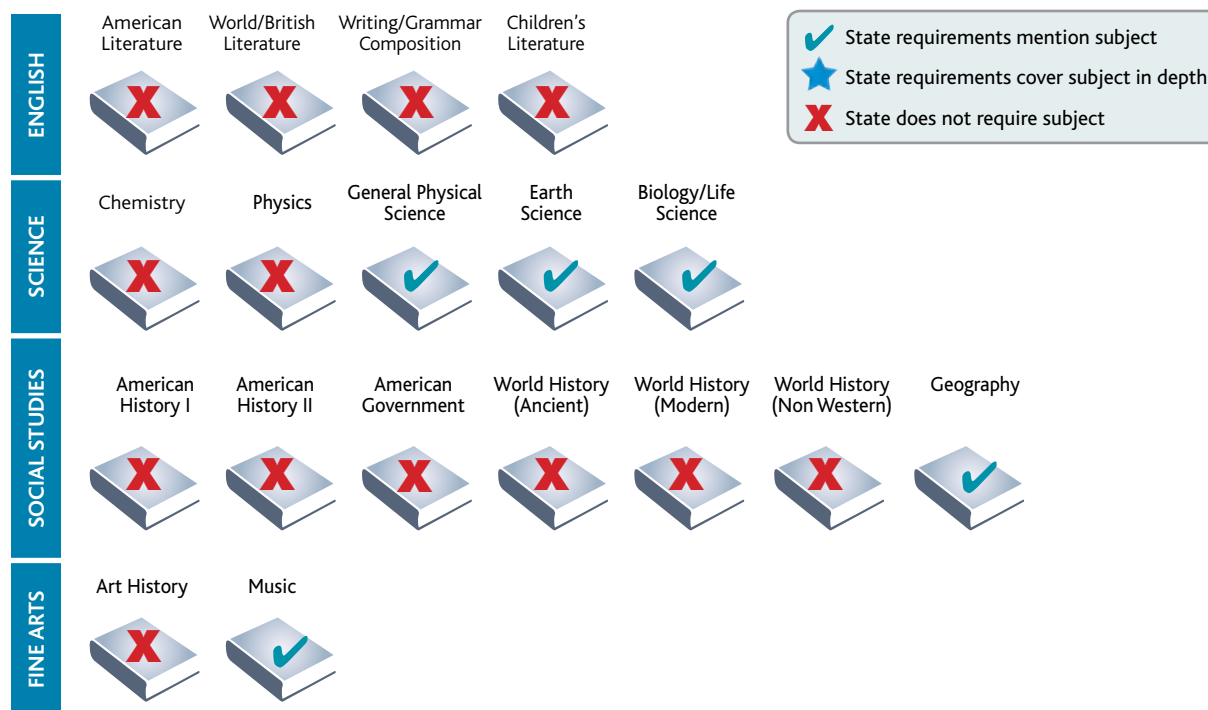 State requirements mention subject
State requirements cover subject in depth
State does not require subject
ENGLISH
American
Literature
World/British
Literature
Writing/Grammar
Composition
Children's
Literature
SCIENCE
Chemistry
Physics
General Physical
Science
Earth
Science
Biology/Life
Science
SOCIAL STUDIES
American
History I
American
History II
American
Government
World History
(Ancient)
World History
(Modern)
World History
(Non Western)
Geography
FINE ARTS
Art History
Music